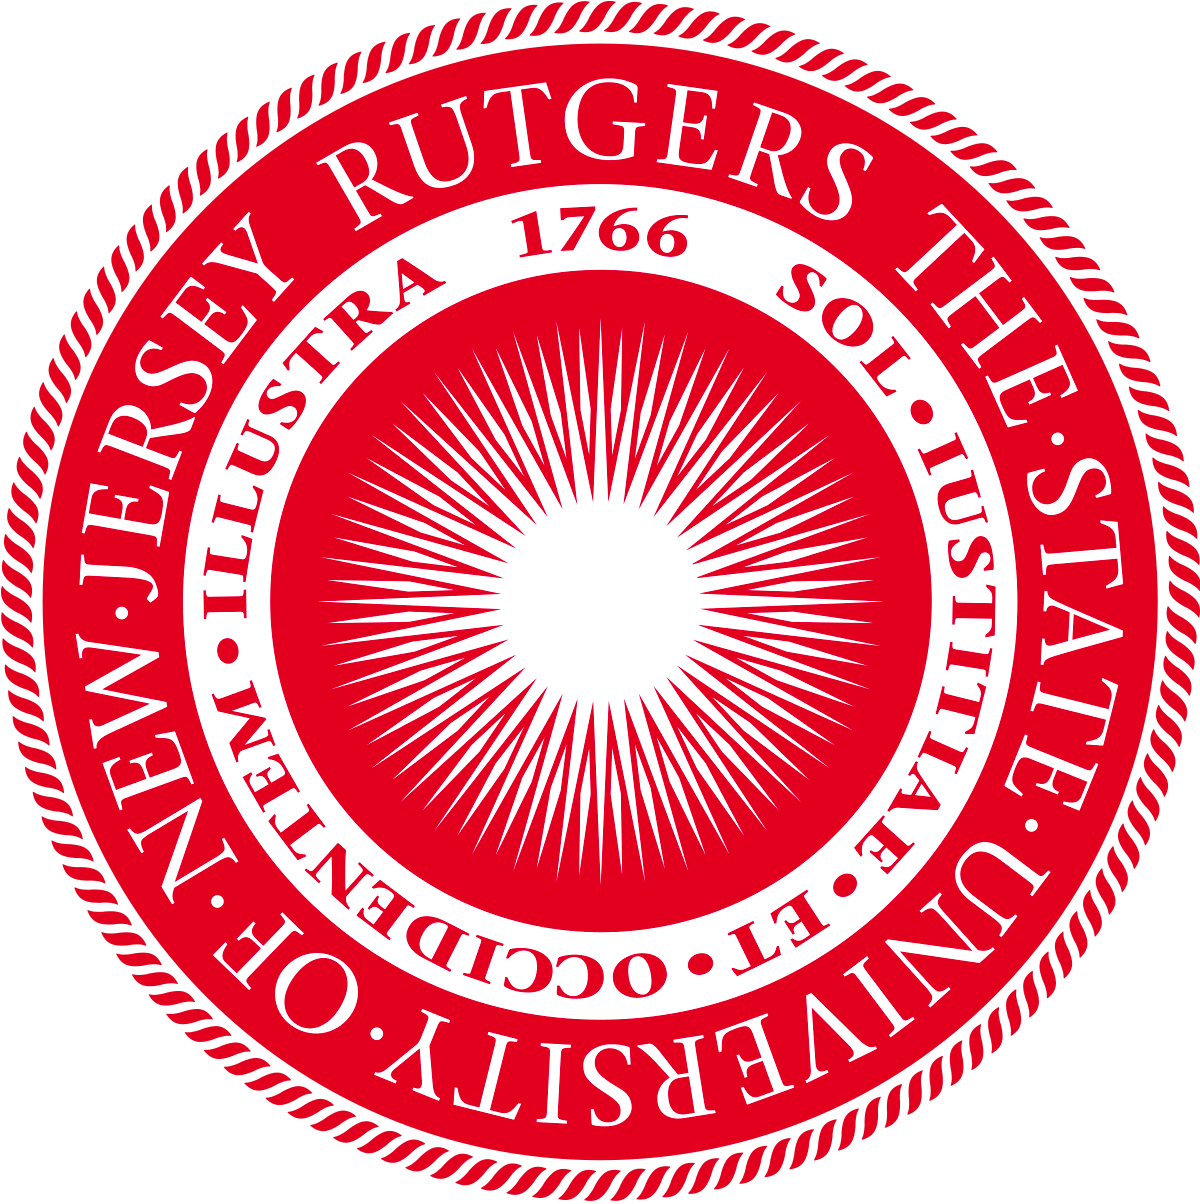 RUTGERS THE · STATE · UNIVERSITY · OF · NEW · JERSEY
1766
SOL • IUSTITIAE • ET • OCCIDENTEM • ILLUSTRA